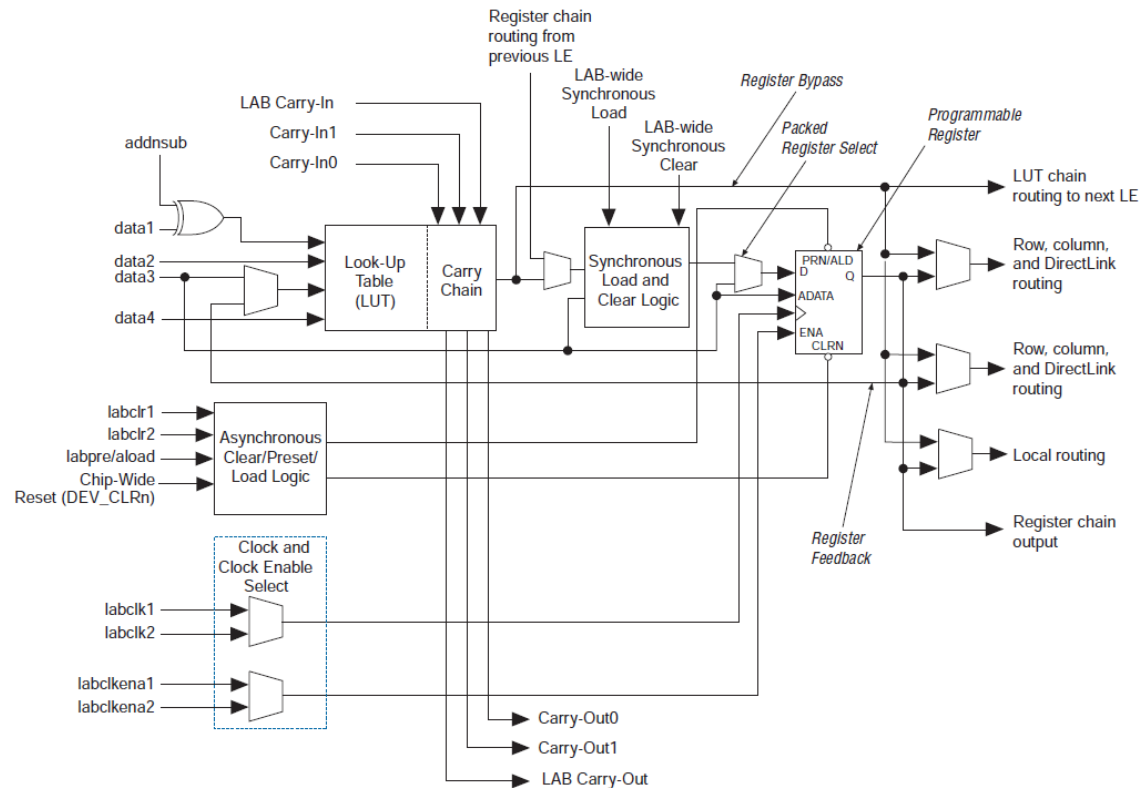 Register chain
routing from
previous LE
LAB-wide
Synchronous
Load
LAB-wide
Synchronous
Clear
Register Bypass
Packed
Register Select
Programmable
Register
LAB Carry-In
Carry-In1
Carry-In0
addnsub
data1
data2
data3
data4
Look-Up
Table
(LUT)
Carry
Chain
Synchronous
Load and
Clear Logic
PRN/ALD
D
Q
ADATA
ENA
CLRN
LUT chain
routing to next LE
Row, column,
and DirectLink
routing
Row, column,
and DirectLink
routing
Local routing
Register chain
output
Register
Feedback
labclr1
labclr2
labpre/aload
Chip-Wide
Reset (DEV_CLRn)
Asynchronous
Clear/Preset/
Load Logic
Clock and
Clock Enable
Select
labclk1
labclk2
labclkena1
labclkena2
Carry-Out0
Carry-Out1
LAB Carry-Out